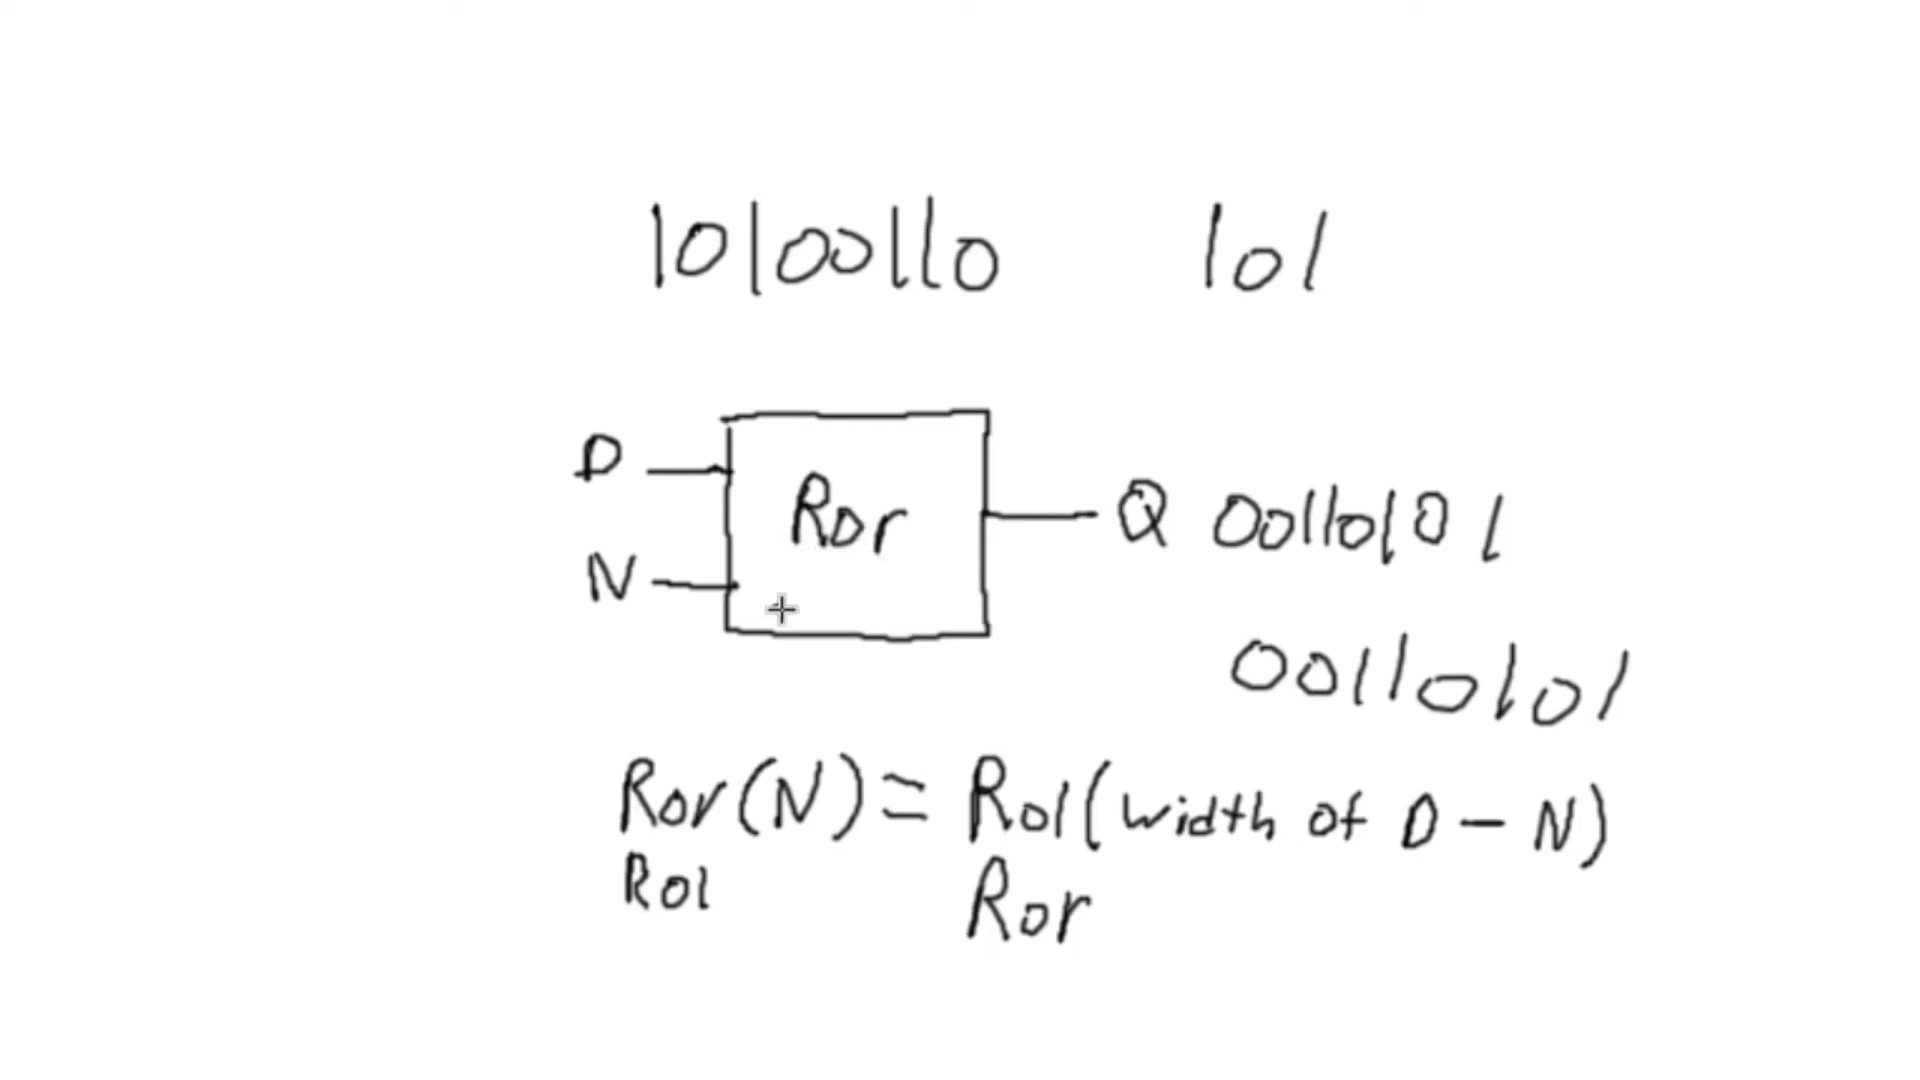 10100110 101
D
Ror
Q 00110101
N
00110101
Ror(N) = Rol(width of D - N)
Rol Ror